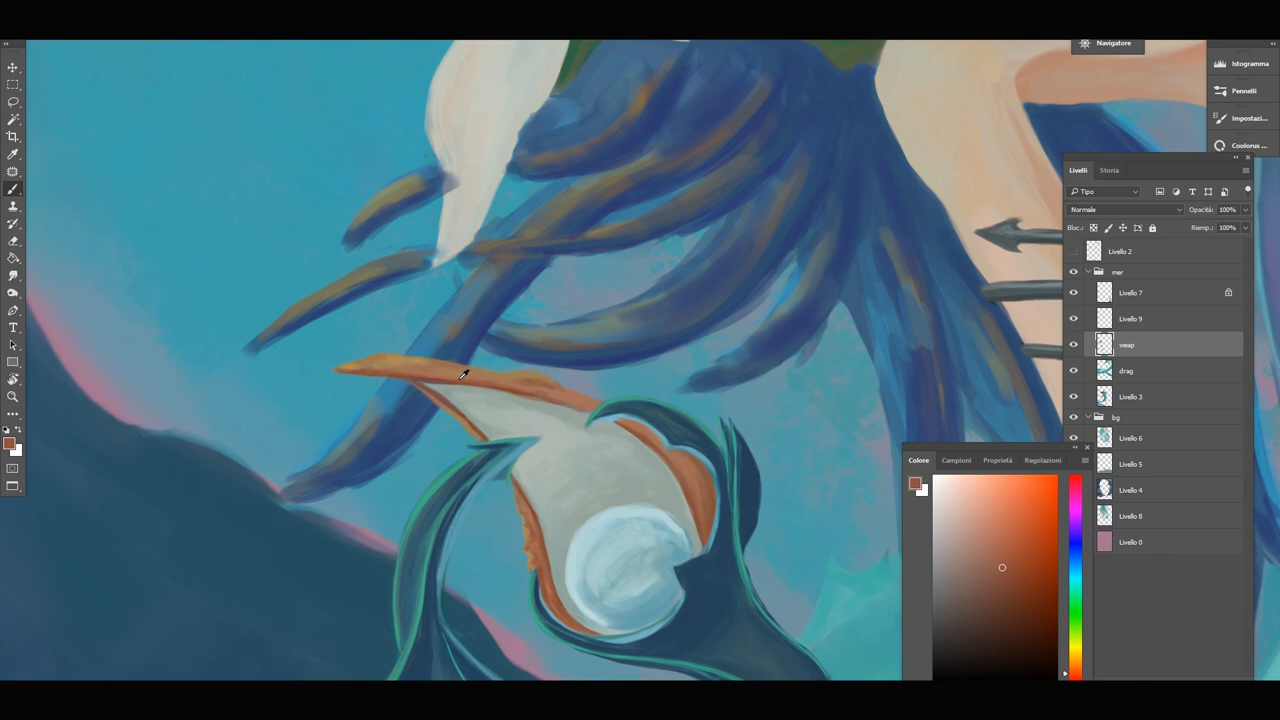 Navigatore
Istogramma
Pennelli
Impostazi...
Coolorus ...
Livelli
Storia
Tipo
Normale
Opacità: 100%
Bloc.:
Riemp.: 100%
Livello 2
mer
Livello 7
Livello 9
weap
drag
Livello 3
bg
Livello 6
Livello 5
Livello 4
Livello 8
Livello 0
Colore
Campioni
Proprietà
Regolazioni